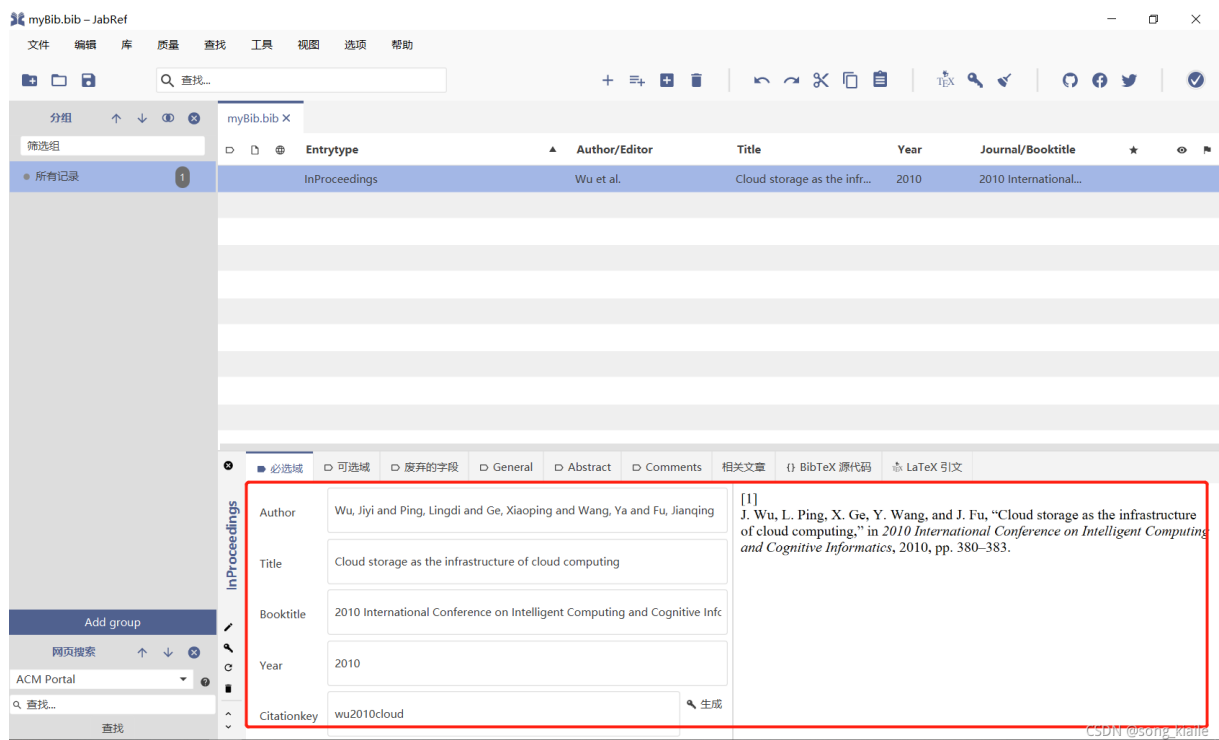 myBib.bib – JabRef
文件 编辑 库 质量 查找 工具 视图 选项 帮助
查找...
TEX
分组
筛选组
所有记录 1
myBib.bib
Entrytype Author/Editor Title Year Journal/Booktitle
InProceedings Wu et al. Cloud storage as the infr... 2010 2010 International...
必选域 可选域 废弃的字段 General Abstract Comments 相关文章 {} BibTeX 源代码 LaTeX 引文
InProceedings
Author Wu, Jiyi and Ping, Lingdi and Ge, Xiaoping and Wang, Ya and Fu, Jianqing
Title Cloud storage as the infrastructure of cloud computing
Booktitle 2010 International Conference on Intelligent Computing and Cognitive Info
Year 2010
Citationkey wu2010cloud 生成
[1]
J. Wu, L. Ping, X. Ge, Y. Wang, and J. Fu, “Cloud storage as the infrastructure
of cloud computing,” in 2010 International Conference on Intelligent Computing
and Cognitive Informatics, 2010, pp. 380–383.
Add group
网页搜索
ACM Portal
查找...
查找
CSDN @song_kiaile